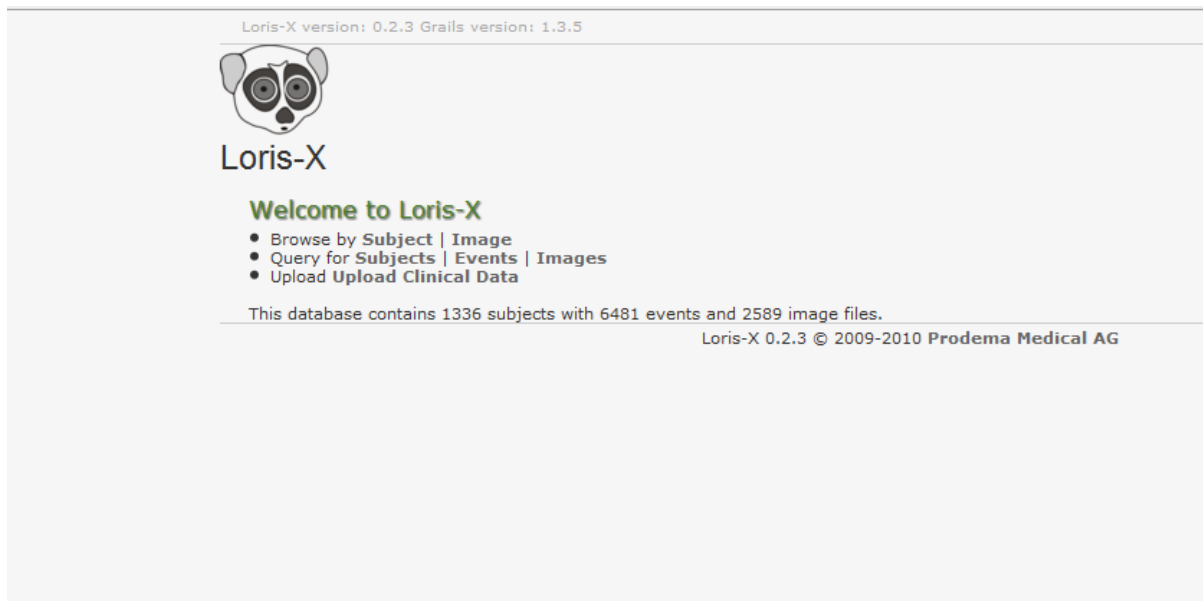 Loris-X version: 0.2.3 Grails version: 1.3.5
Loris-X
Welcome to Loris-X
Browse by Subject | Image
Query for Subjects | Events | Images
Upload Upload Clinical Data
This database contains 1336 subjects with 6481 events and 2589 image files.
Loris-X 0.2.3 © 2009-2010 Prodema Medical AG